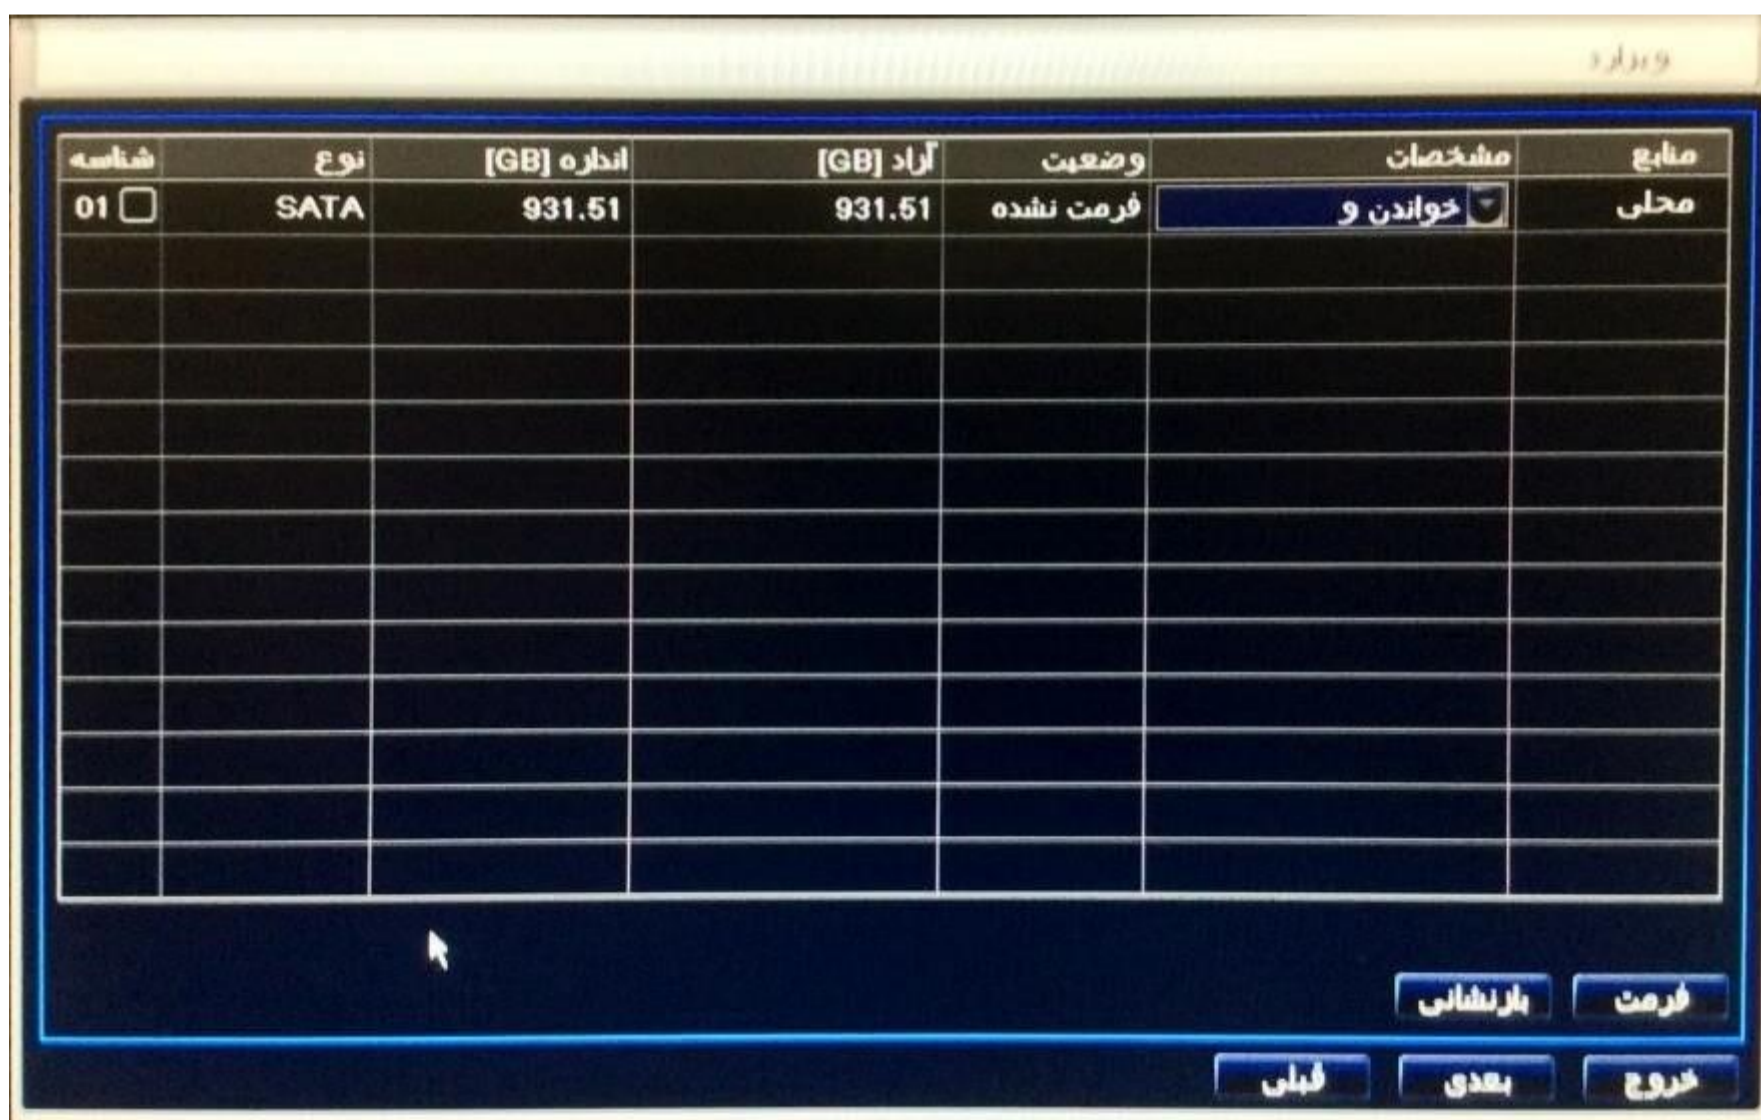 ویزارد
منابع مشخصات وضعیت آزاد [GB] اندازه [GB] نوع شناسه
محلی خواندن و فرمت نشده 931.51 931.51 SATA 01
فرمت بازنشانی
خروج بعدی قبلی